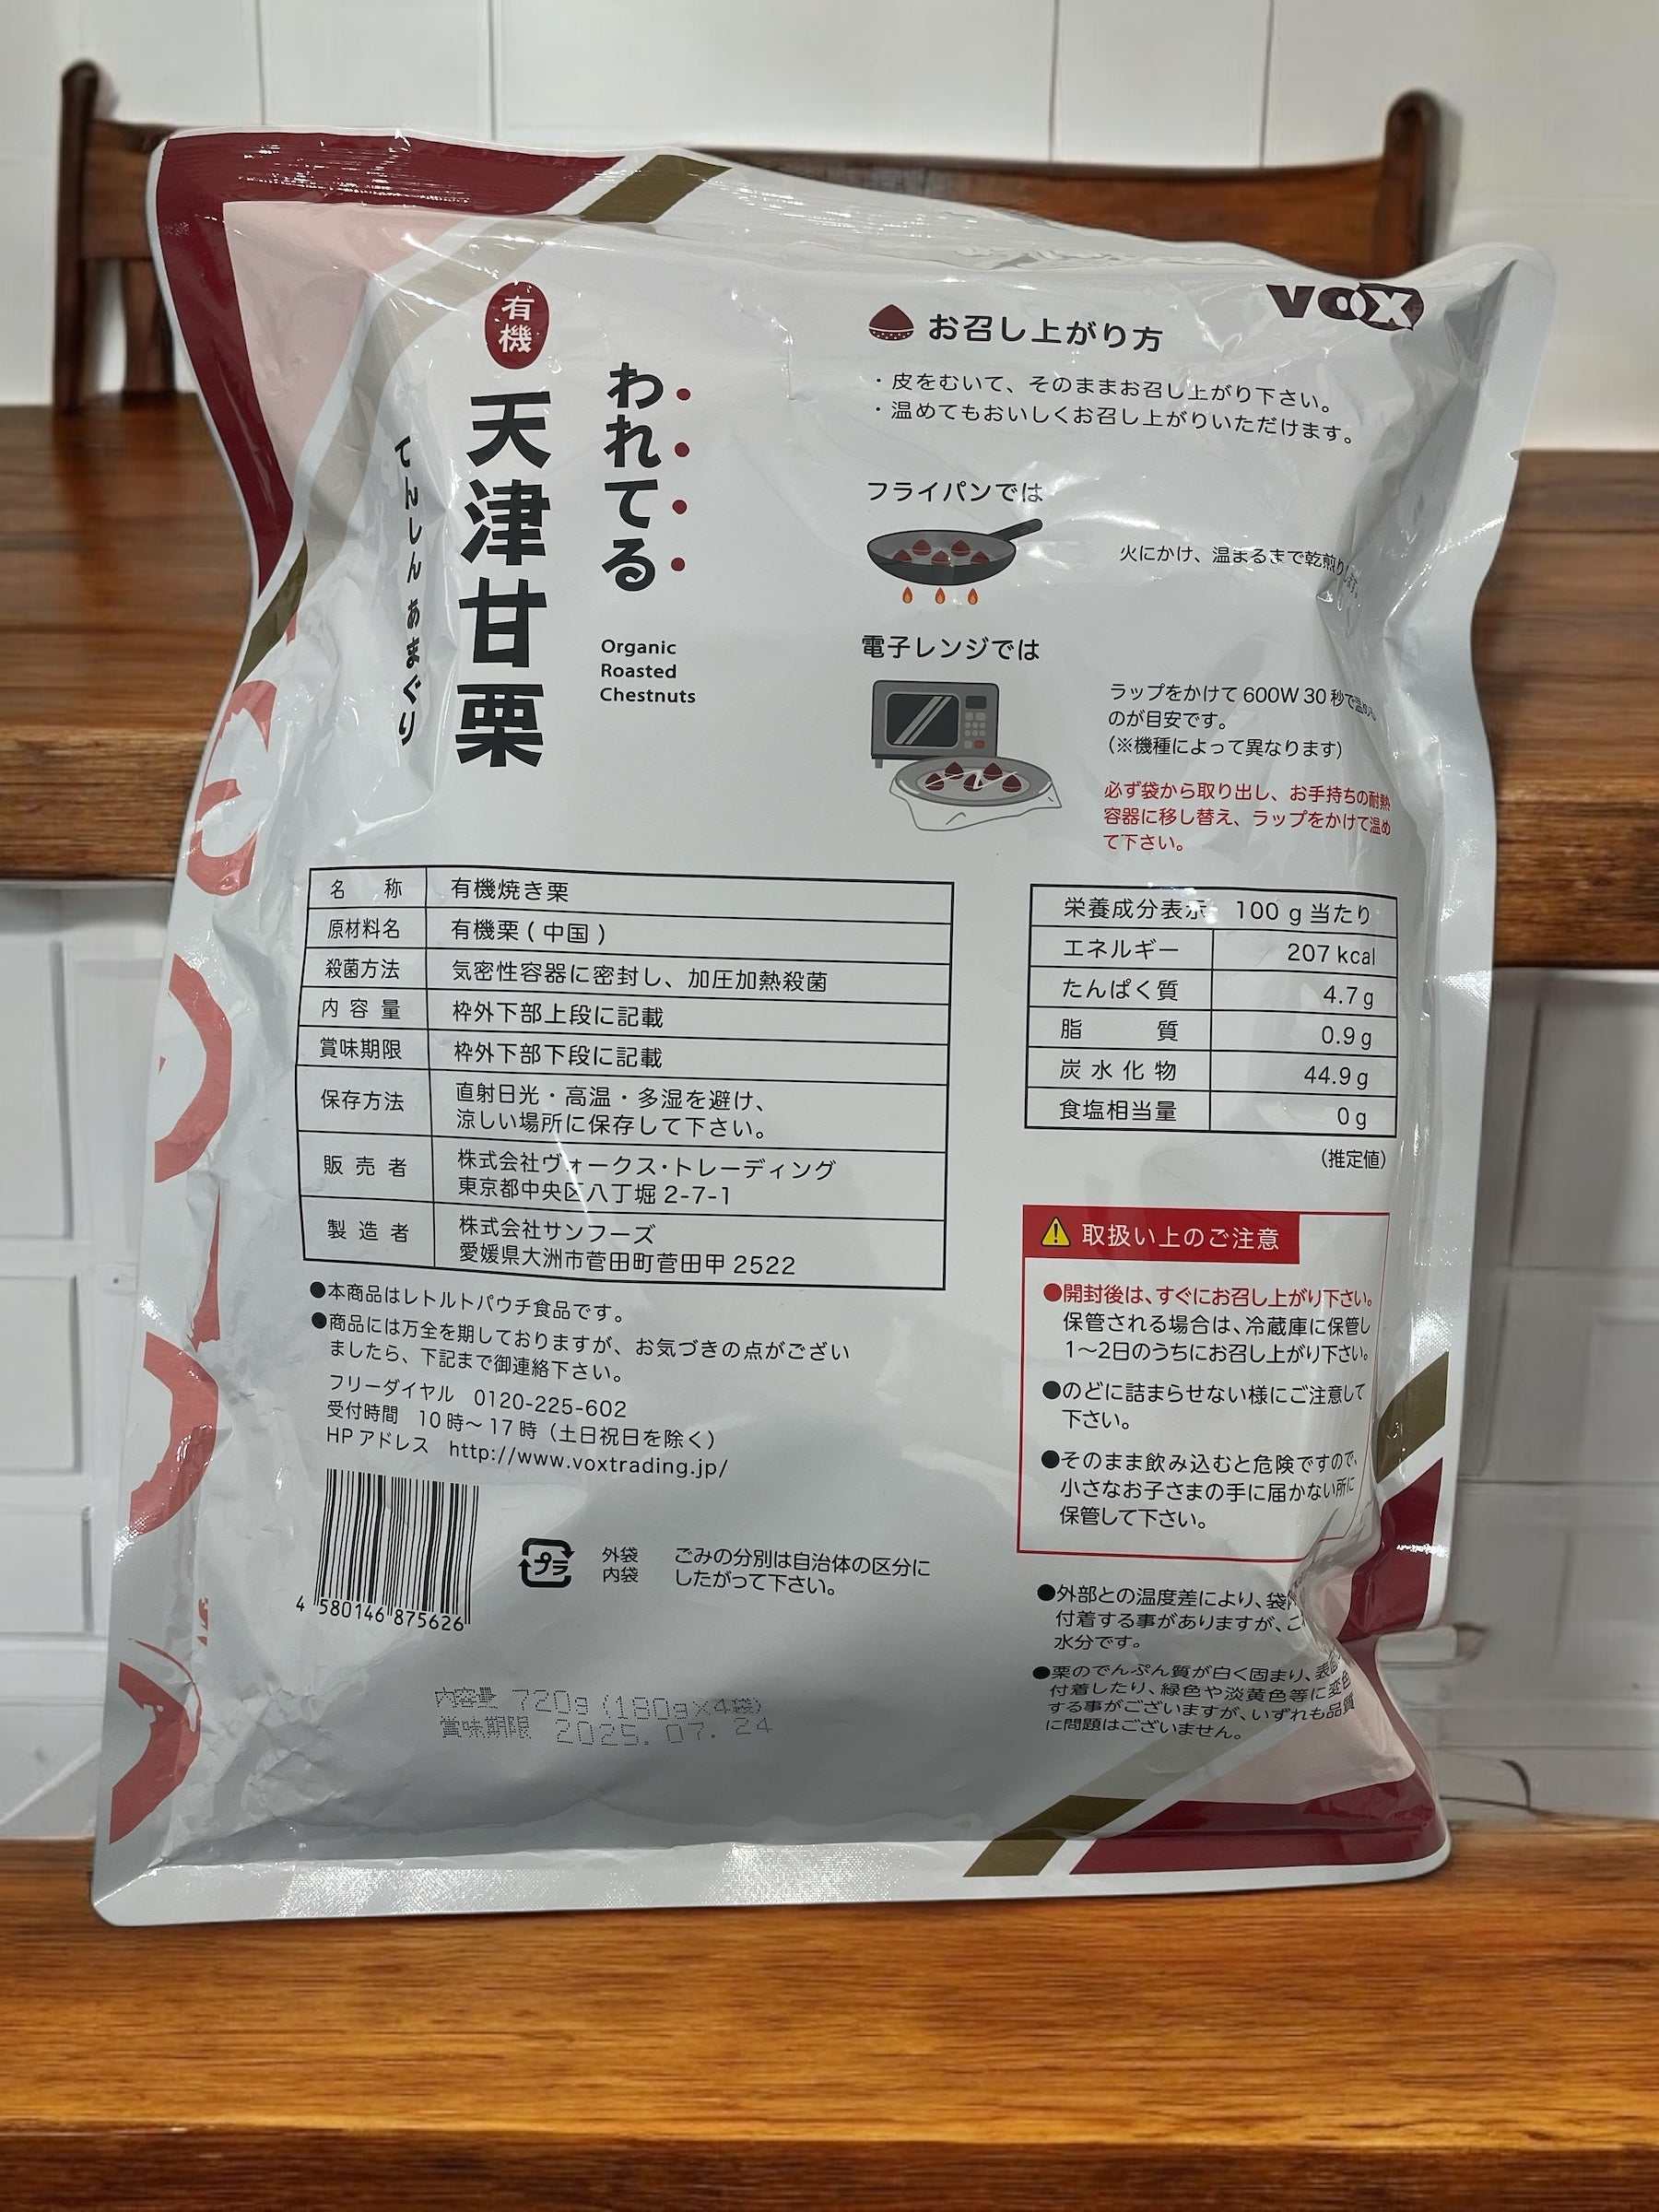 有機
われてる
天津甘栗
てんしん あまぐり
Organic
Roasted
Chestnuts
VOX
お召し上がり方
・皮をむいて、そのままお召し上がり下さい。
・温めてもおいしくお召し上がりいただけます。
フライパンでは
火にかけ、温まるまで乾煎り
電子レンジでは
ラップをかけて 600W 30 秒で温める
のが目安です。
(※機種によって異なります)
必ず袋から取り出し、お手持ちの耐熱
容器に移し替え、ラップをかけて温め
て下さい。
名 称 有機焼き栗
原材料名 有機栗 ( 中国 )
殺菌方法 気密性容器に密封し、加圧加熱殺菌
内 容 量 枠外下部上段に記載
賞味期限 枠外下部下段に記載
保存方法 直射日光・高温・多湿を避け、
涼しい場所に保存して下さい。
販 売 者 株式会社ヴォークス・トレーディング
東京都中央区八丁堀 2-7-1
製 造 者 株式会社サンフーズ
愛媛県大洲市菅田町菅田甲 2522
●本商品はレトルトパウチ食品です。
●商品には万全を期しておりますが、お気づきの点がござい
ましたら、下記まで御連絡下さい。
フリーダイヤル 0120-225-602
受付時間 10 時～ 17 時（土日祝日を除く）
HP アドレス http://www.voxtrading.jp/
4 580146 875626
プラ
外袋
内袋
ごみの分別は自治体の区分に
したがって下さい。
内容量 720g (180g×4袋)
賞味期限 2025. 07. 24
栄養成分表示 100 g 当たり
エネルギー 207 kcal
たんぱく質 4.7 g
脂 質 0.9 g
炭 水 化 物 44.9 g
食塩相当量 0 g
(推定値)
取扱い上のご注意
●開封後は、すぐにお召し上がり下さい。
保管される場合は、冷蔵庫に保管し
1～2日のうちにお召し上がり下さい。
●のどに詰まらせない様にご注意して
下さい。
●そのまま飲み込むと危険ですので、
小さなお子さまの手に届かない所に
保管して下さい。
●外部との温度差により、袋
付着する事がありますが、
水分です。
●栗のでんぷん質が白く固まり、表
付着したり、緑色や淡黄色等に変色
する事がございますが、いずれも品質
に問題はございません。